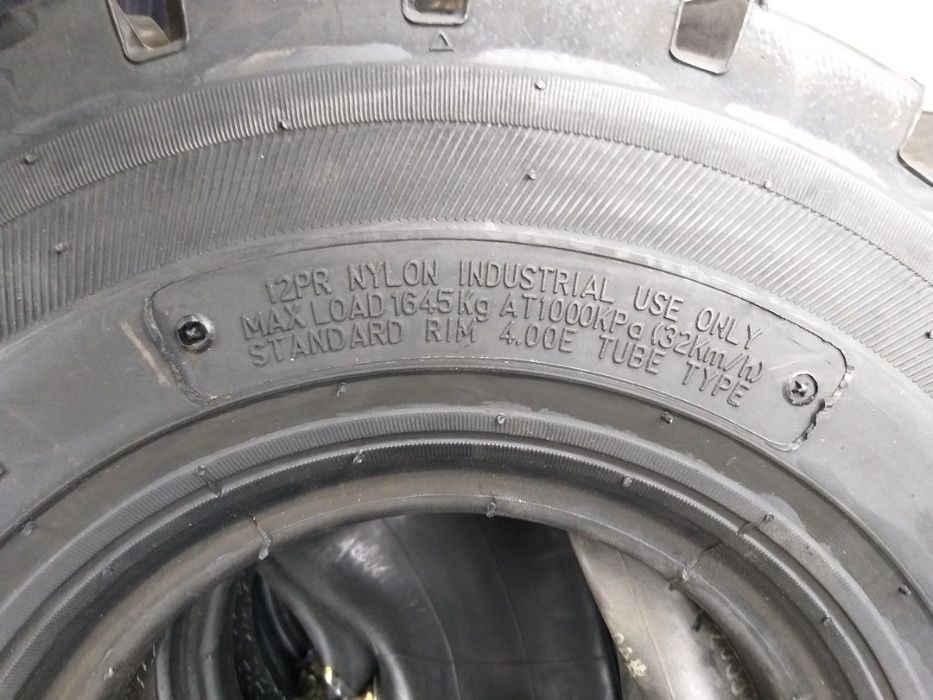 12PR NYLON INDUSTRIAL USE ONLY
MAX LOAD 1645Kg AT1000KPa (32Km/h)
STANDARD RIM 4.00E TUBE TYPE